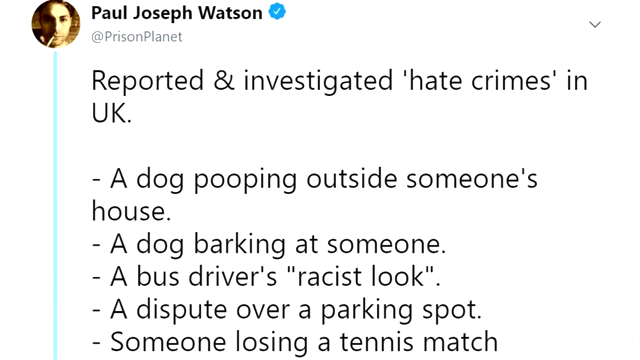 Paul Joseph Watson
@PrisonPlanet
Reported & investigated 'hate crimes' in
UK.
- A dog pooping outside someone's
house.
- A dog barking at someone.
- A bus driver's "racist look".
- A dispute over a parking spot.
- Someone losing a tennis match